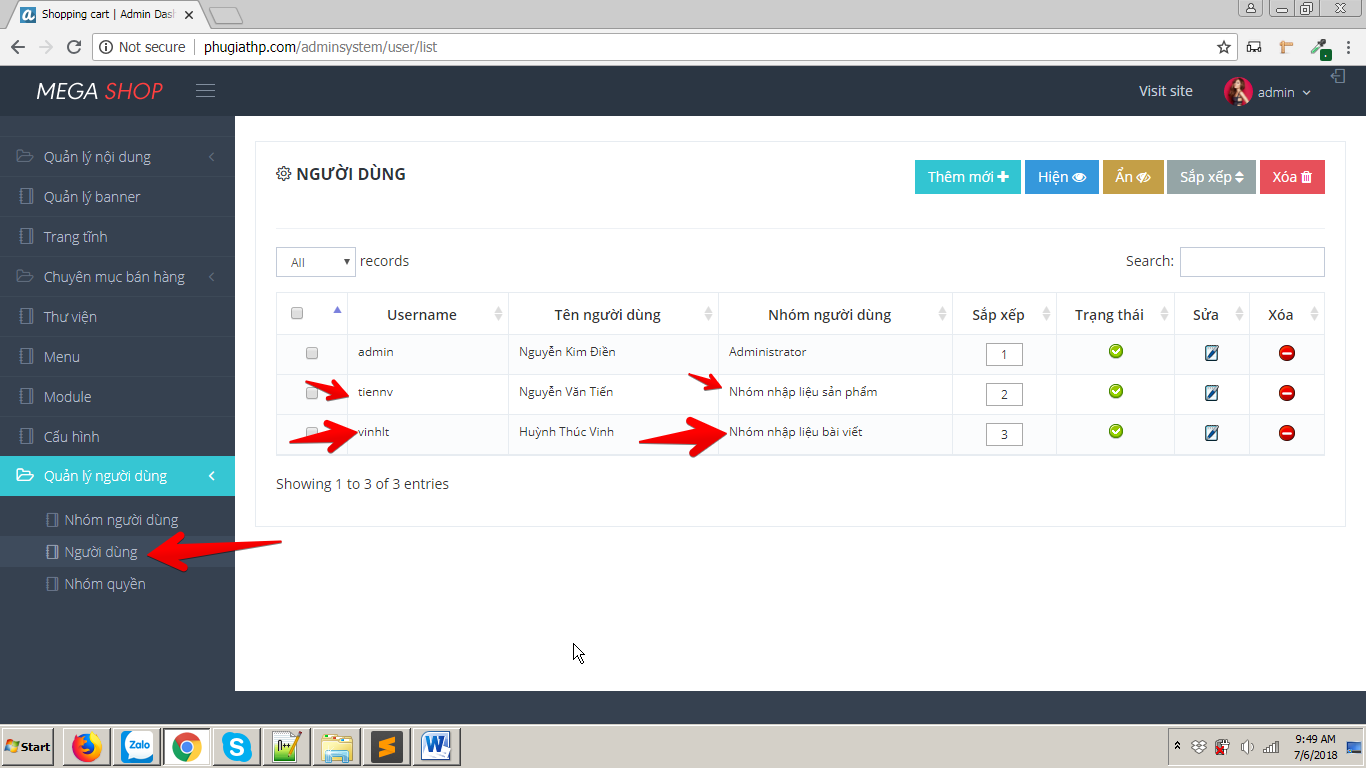 Shopping cart | Admin Das
Not secure | phugiathp.com/adminsystem/user/list
MEGA SHOP
Visit site
admin
Quản lý nội dung
Quản lý banner
Trang tĩnh
Chuyên mục bán hàng
Thư viện
Menu
Module
Cấu hình
Quản lý người dùng
Nhóm người dùng
Người dùng
Nhóm quyền
NGƯỜI DÙNG
Thêm mới
Hiện
Ẩn
Sắp xếp
Xóa
All records
Search:
Username Tên người dùng Nhóm người dùng Sắp xếp Trạng thái Sửa Xóa
admin Nguyễn Kim Điền Administrator 1
tiennv Nguyễn Văn Tiến Nhóm nhập liệu sản phẩm 2
vinhlt Huỳnh Thúc Vinh Nhóm nhập liệu bài viết 3
Showing 1 to 3 of 3 entries
Start
Zalo
n++
9:49 AM
7/6/2018